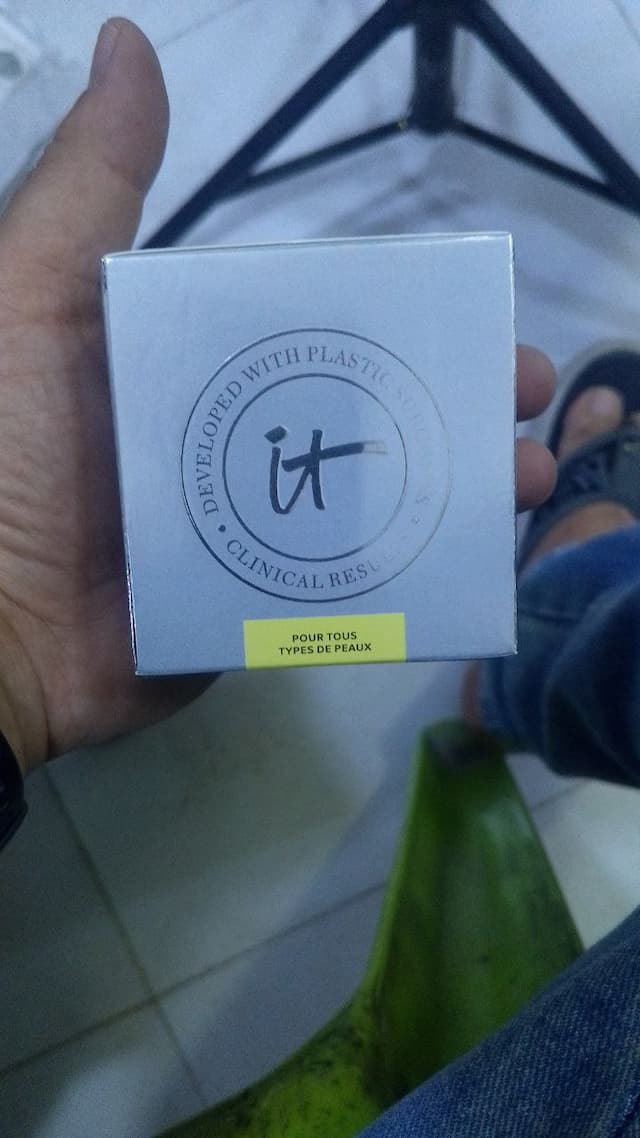 DEVELOPED WITH PLASTIC
• CLINICAL
it
POUR TOUS
TYPES DE PEAUX